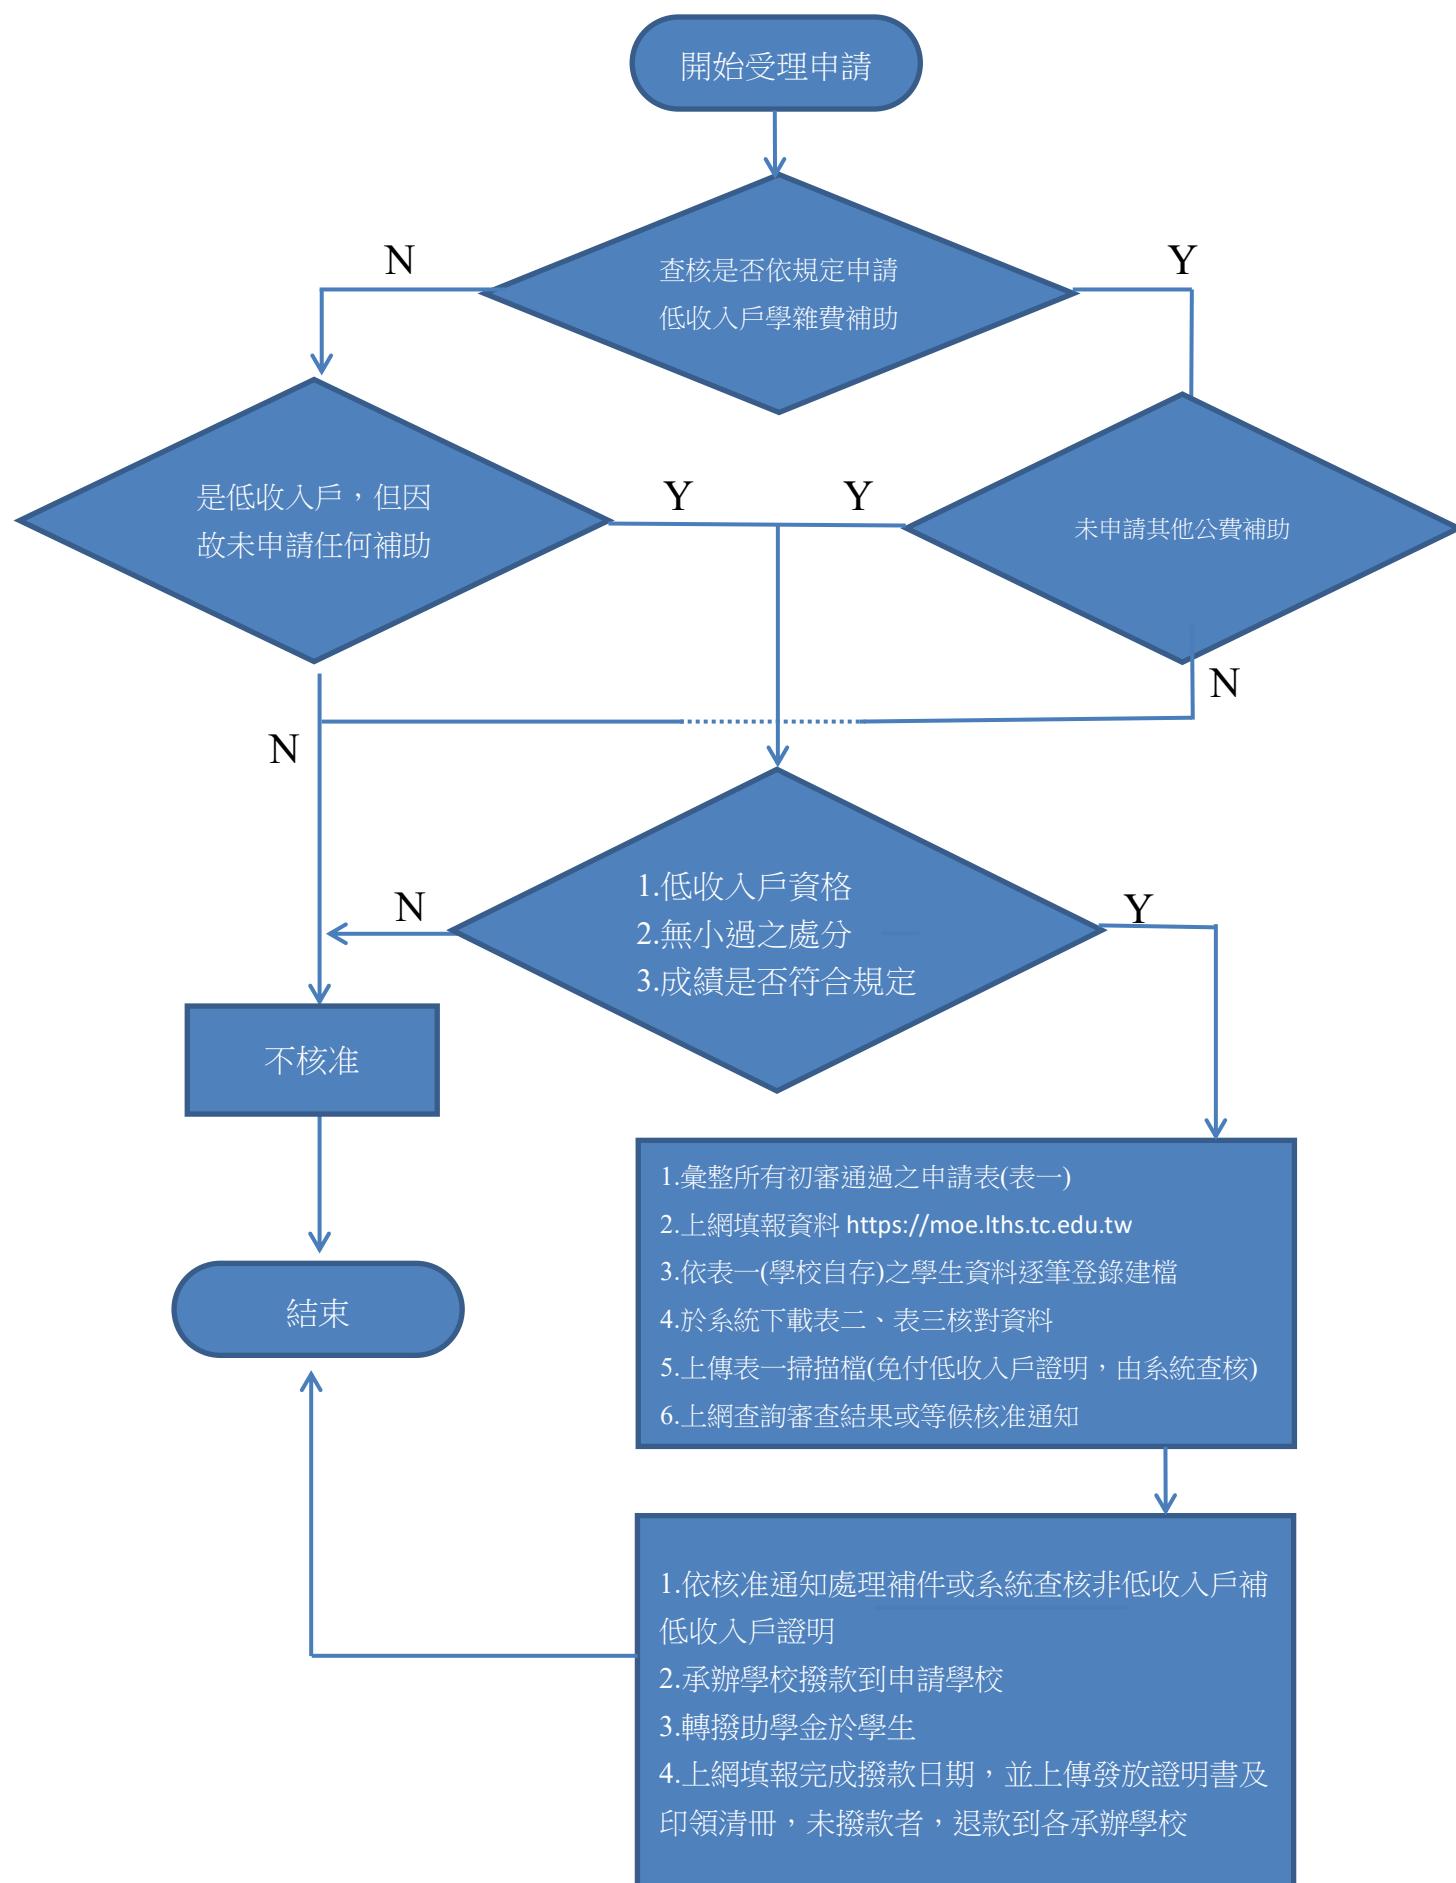 開始受理申請
N
Y
查核是否依規定申請
低收入戶學雜費補助
是低收入戶，但因
故未申請任何補助
Y
Y
未申請其他公費補助
N
N
N
1.低收入戶資格
2.無小過之處分
3.成績是否符合規定
Y
不核准
1.彙整所有初審通過之申請表(表一)
2.上網填報資料 https://moe.lths.tc.edu.tw
3.依表一(學校自存)之學生資料逐筆登錄建檔
4.於系統下載表二、表三核對資料
5.上傳表一掃描檔(免付低收入戶證明，由系統查核)
6.上網查詢審查結果或等候核准通知
結束
1.依核准通知處理補件或系統查核非低收入戶補
低收入戶證明
2.承辦學校撥款到申請學校
3.轉撥助學金於學生
4.上網填報完成撥款日期，並上傳發放證明書及
印領清冊，未撥款者，退款到各承辦學校